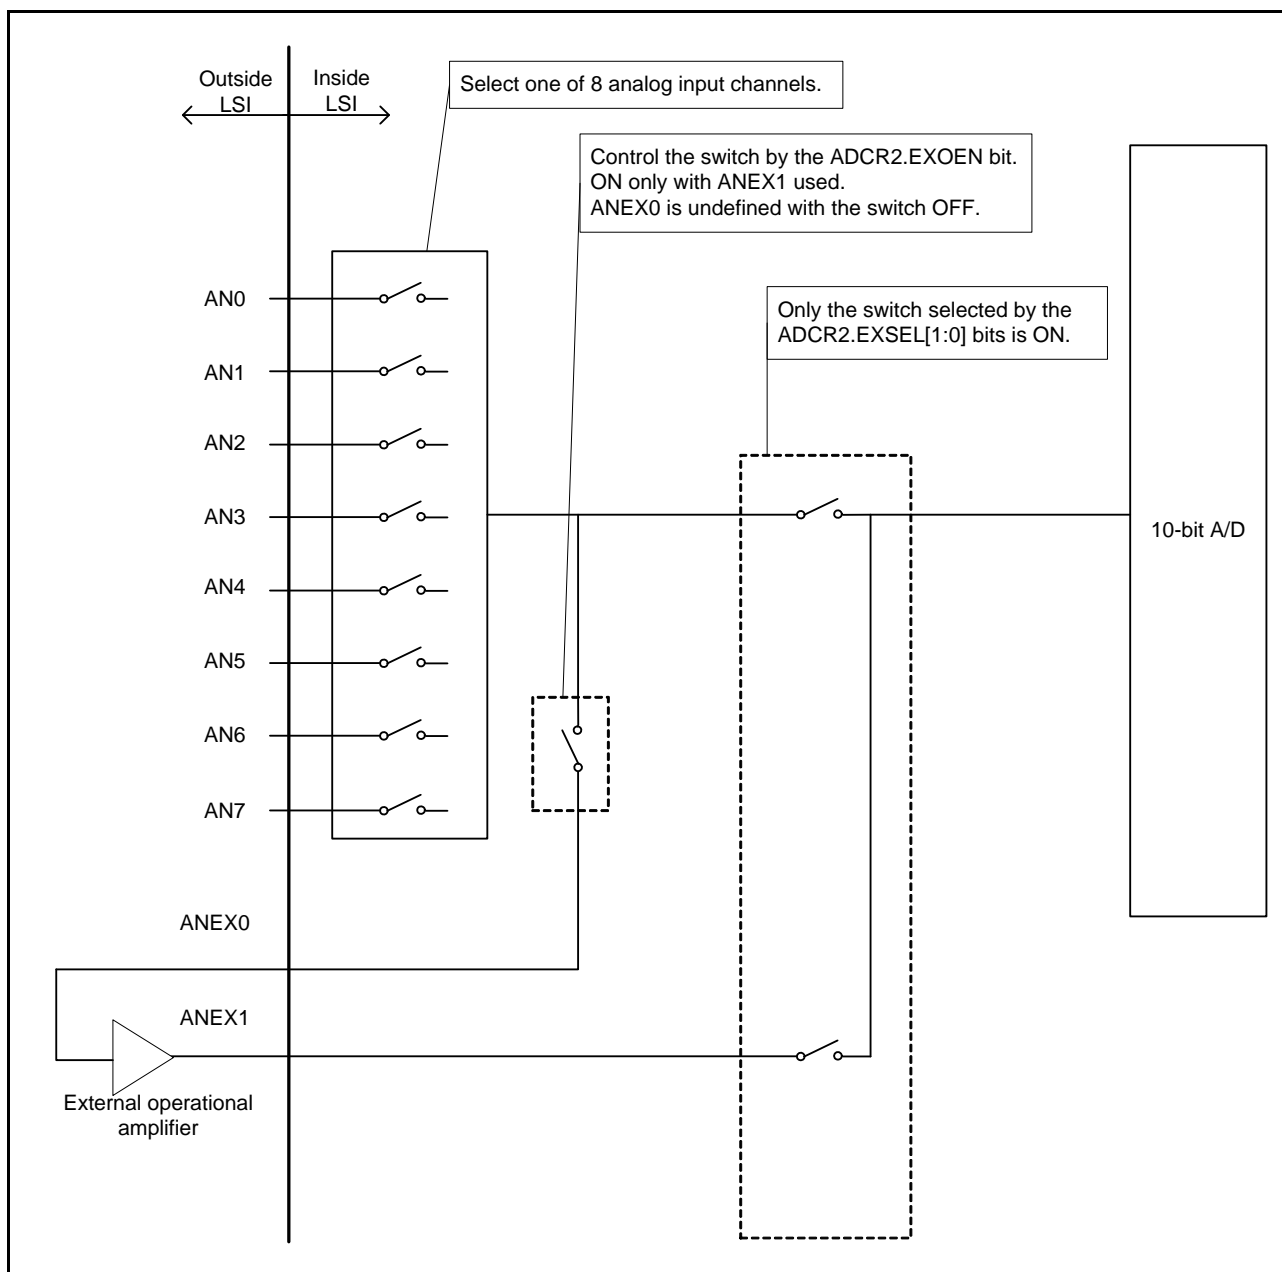 Outside
LSI
Inside
LSI
Select one of 8 analog input channels.
Control the switch by the ADCR2.EXOEN bit.
ON only with ANEX1 used.
ANEX0 is undefined with the switch OFF.
Only the switch selected by the
ADCR2.EXSEL[1:0] bits is ON.
AN0
AN1
AN2
AN3
AN4
AN5
AN6
AN7
10-bit A/D
ANEX0
ANEX1
External operational
amplifier